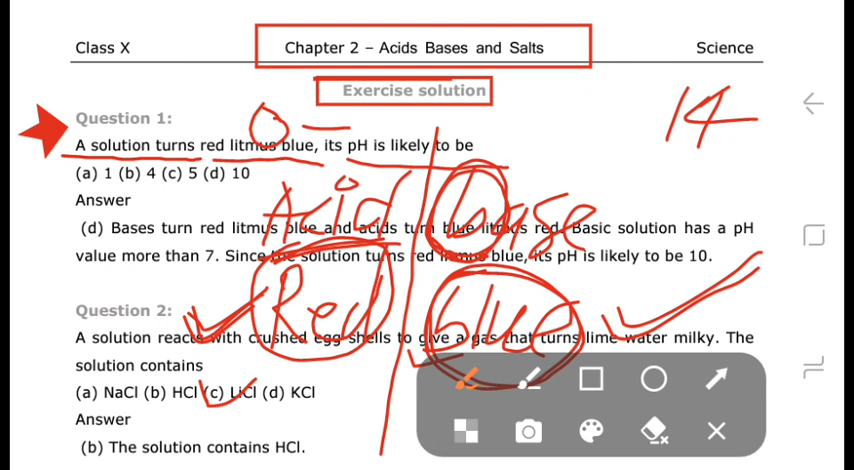 Class X Chapter 2 – Acids Bases and Salts Science
Exercise solution
14
Question 1:
0 —
A solution turns red litmus blue, its pH is likely to be
(a) 1 (b) 4 (c) 5 (d) 10
Answer
Acid base
(d) Bases turn red litmus blue and acids turn blue litmus red. Basic solution has a pH
value more than 7. Since the solution turns red litmus blue, its pH is likely to be 10.
Red blue
Question 2:
A solution reacts with crushed egg-shells to give a gas that turns lime-water milky. The
solution contains
(a) NaCl (b) HCl (c) LiCl (d) KCl
Answer
(b) The solution contains HCl.